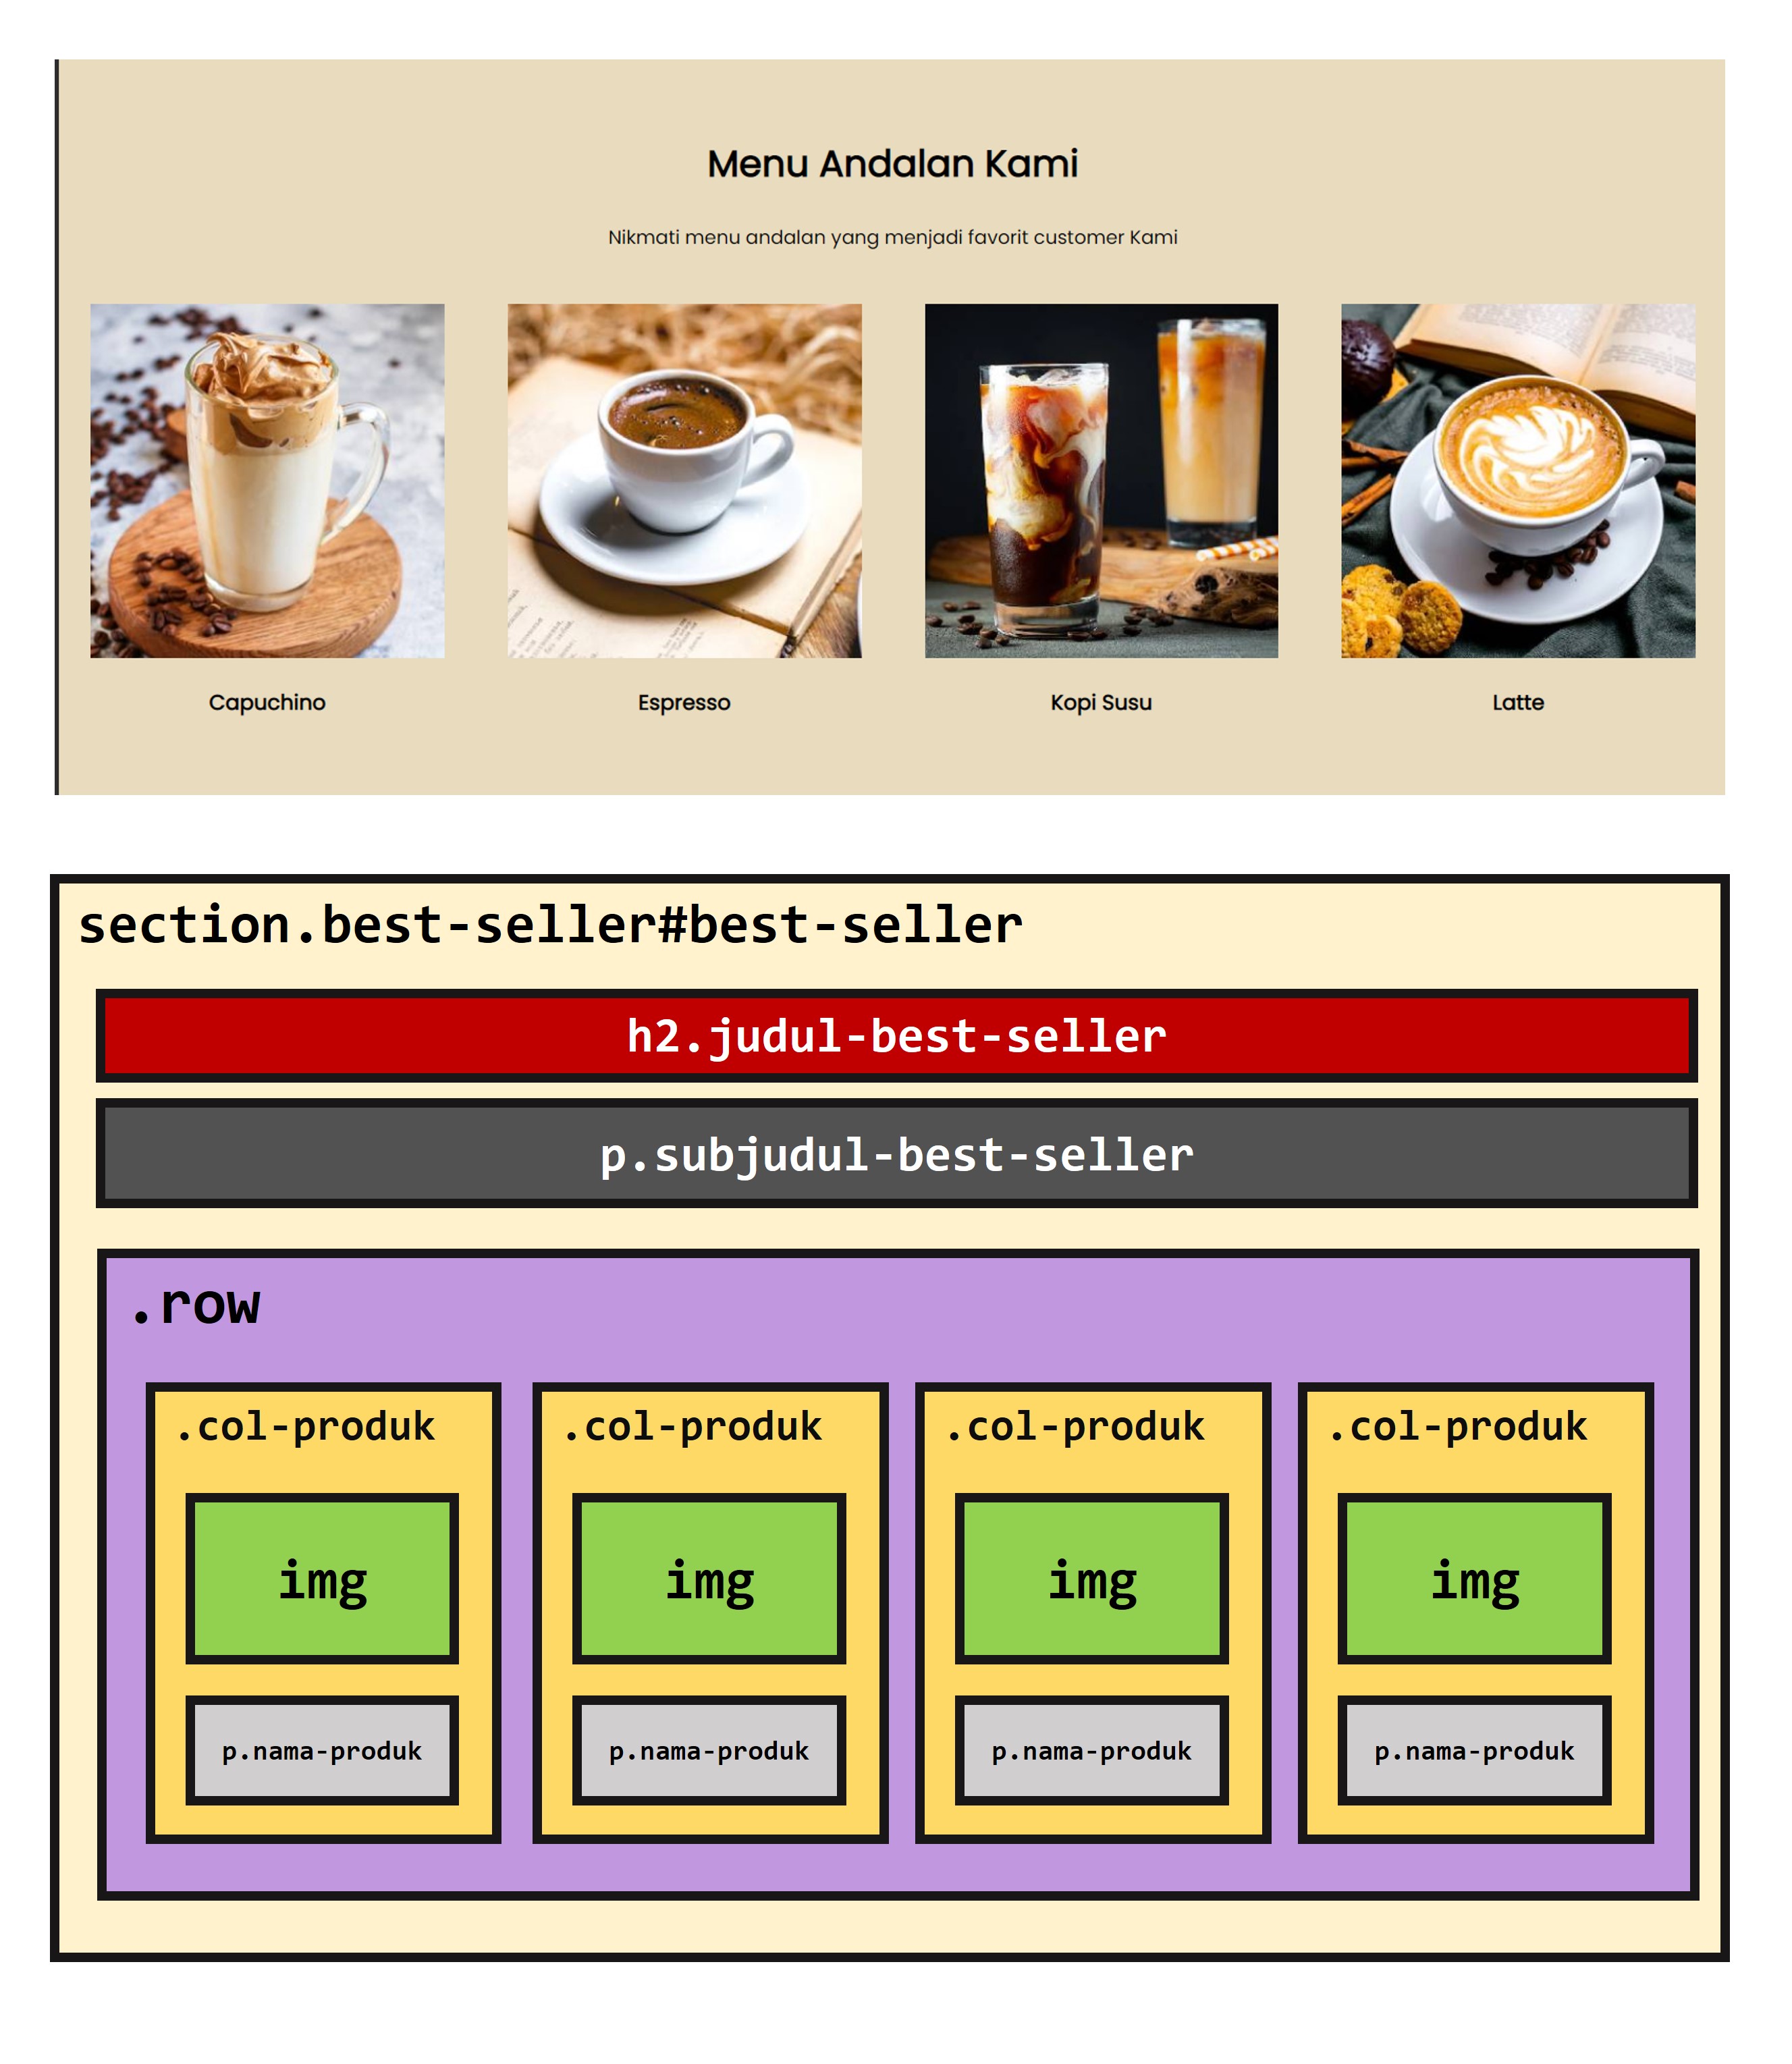 Menu Andalan Kami
Nikmati menu andalan yang menjadi favorit customer Kami
Capuchino
Espresso
Kopi Susu
Latte
section.best-seller#best-seller
h2.judul-best-seller
p.subjudul-best-seller
.row
.col-produk
.col-produk
.col-produk
.col-produk
img
img
img
img
p.nama-produk
p.nama-produk
p.nama-produk
p.nama-produk